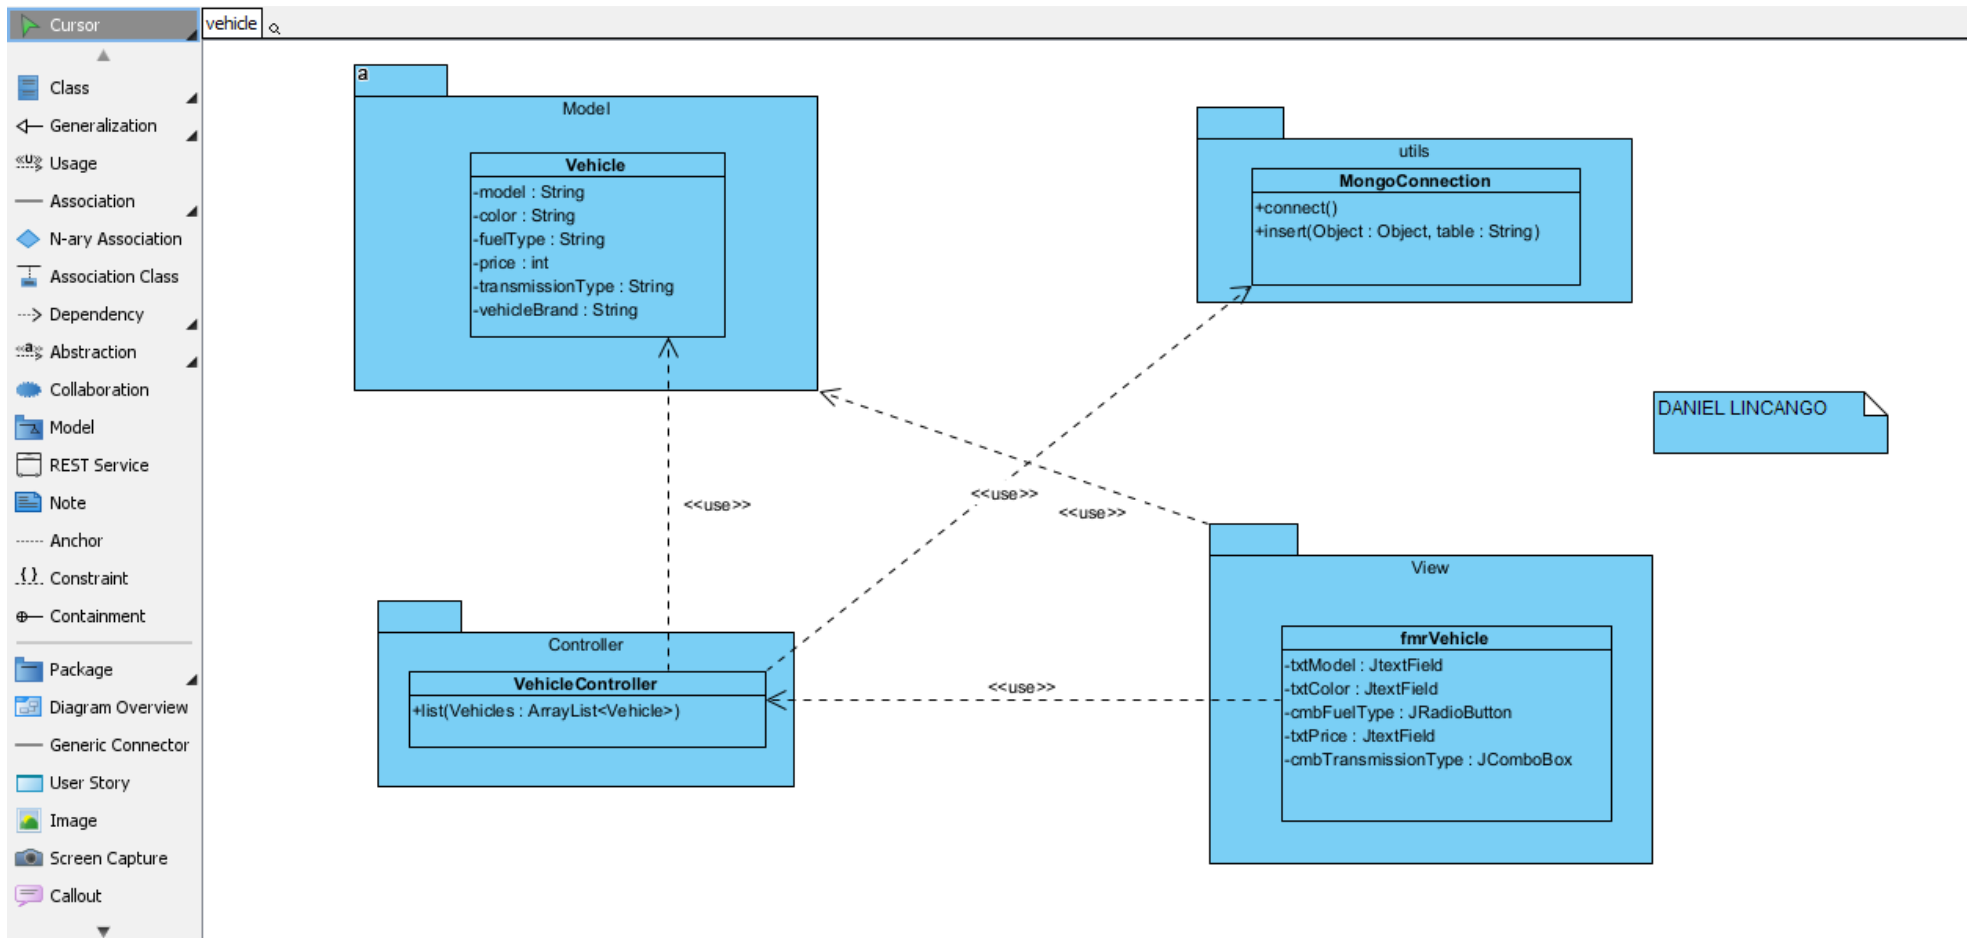 Cursor
Class
Generalization
«U» Usage
Association
N-ary Association
Association Class
Dependency
«a» Abstraction
Collaboration
Model
REST Service
Note
Anchor
{} Constraint
Containment
Package
Diagram Overview
Generic Connector
User Story
Image
Screen Capture
Callout
vehicle
a
Model
Vehicle
-model : String
-color : String
-fuelType : String
-price : int
-transmissionType : String
-vehicleBrand : String
utils
MongoConnection
+connect()
+insert(Object : Object, table : String)
DANIEL LINCANGO
<<use>>
<<use>>
<<use>>
Controller
VehicleController
+list(Vehicles : ArrayList<Vehicle>)
<<use>>
View
fmrVehicle
-txtModel : JtextField
-txtColor : JtextField
-cmbFuelType : JRadioButton
-txtPrice : JtextField
-cmbTransmissionType : JComboBox